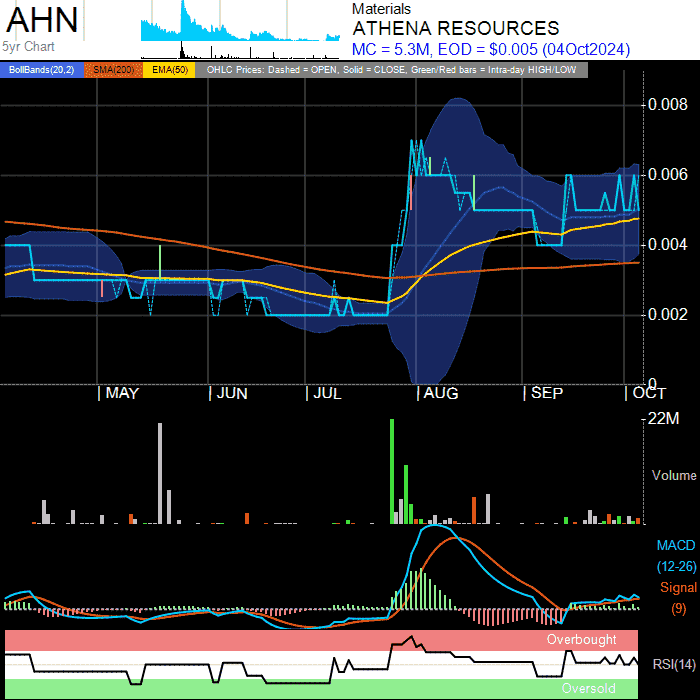 AHN
5yr Chart
Materials
ATHENA RESOURCES
MC = 5.3M, EOD = $0.005 (04Oct2024)
BollBands(20,2) SMA(200) EMA(50) OHLC Prices: Dashed = OPEN, Solid = CLOSE, Green/Red bars = Intra-day HIGH/LOW
0.008
0.006
0.004
0.002
0
MAY JUN JUL AUG SEP OCT
22M
Volume
MACD
(12-26)
Signal
(9)
Overbought
RSI(14)
Oversold